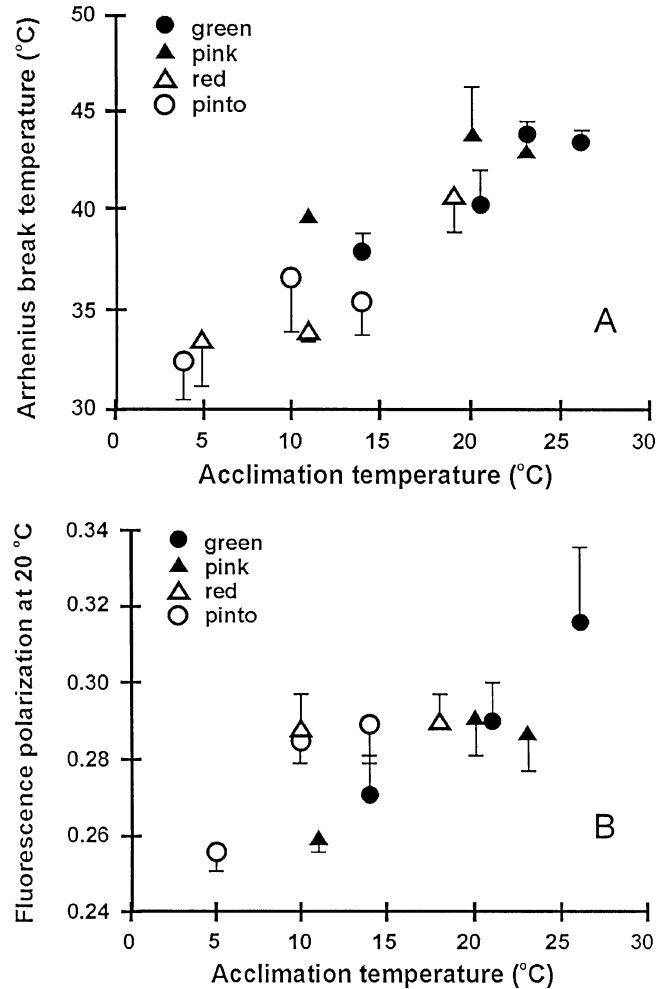 Arrhenius break temperature (°C)
50
45
40
35
30
green
pink
red
pinto
A
0 5 10 15 20 25 30
Acclimation temperature (°C)
Fluorescence polarization at 20 °C
0.34
0.32
0.30
0.28
0.26
0.24
green
pink
red
pinto
B
0 5 10 15 20 25 30
Acclimation temperature (°C)